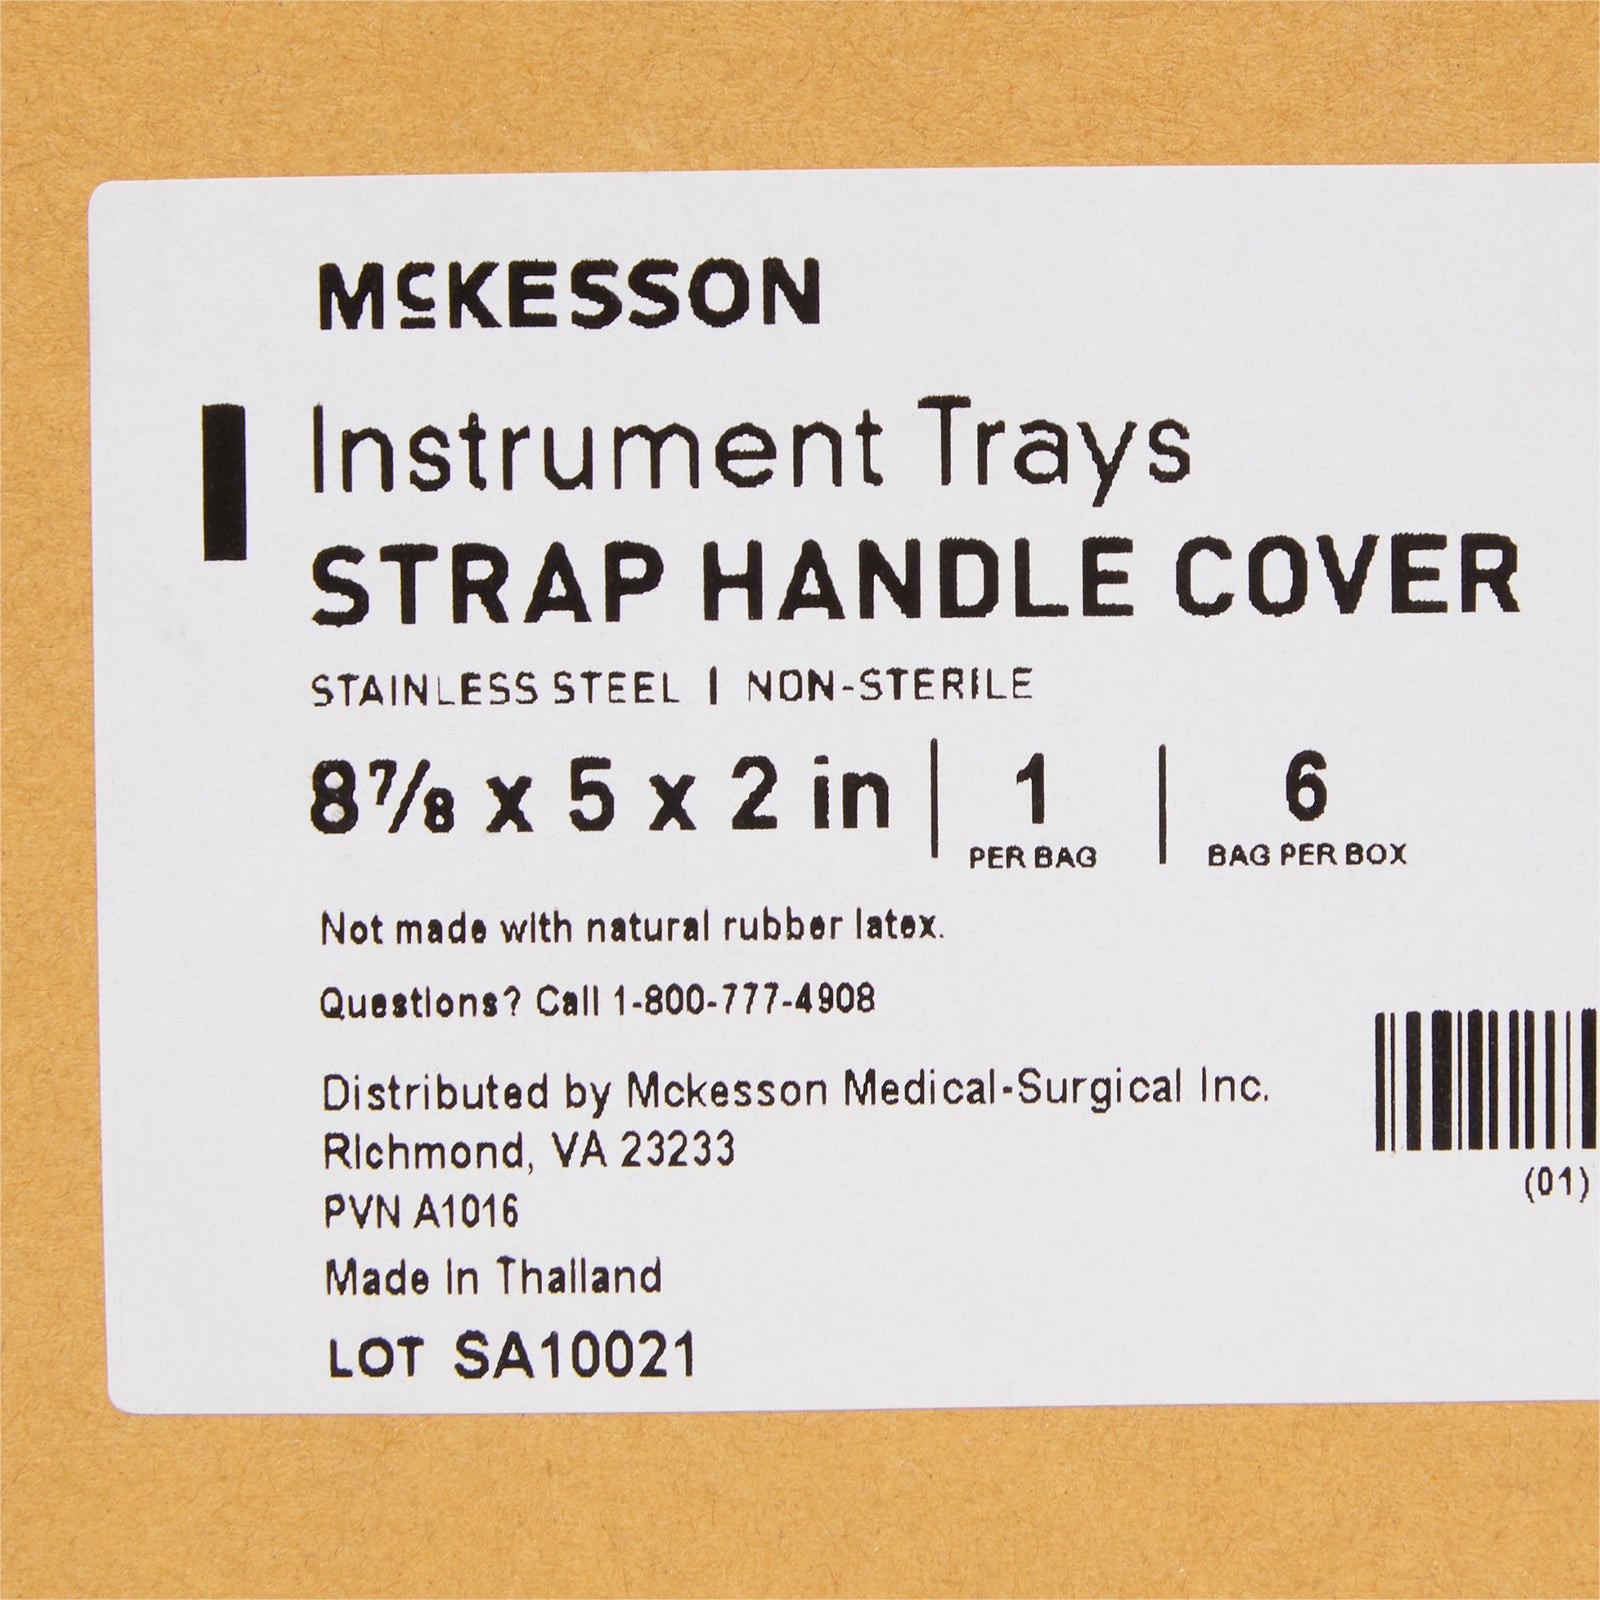 McKESSON
Instrument Trays
STRAP HANDLE COVER
STAINLESS STEEL | NON-STERILE
8 7/8 x 5 x 2 in | 1 PER BAG | 6 BAG PER BOX
Not made with natural rubber latex.
Questions? Call 1-800-777-4908
Distributed by Mckesson Medical-Surgical Inc.
Richmond, VA 23233
(01)
PVN A1016
Made In Thailand
LOT SA10021